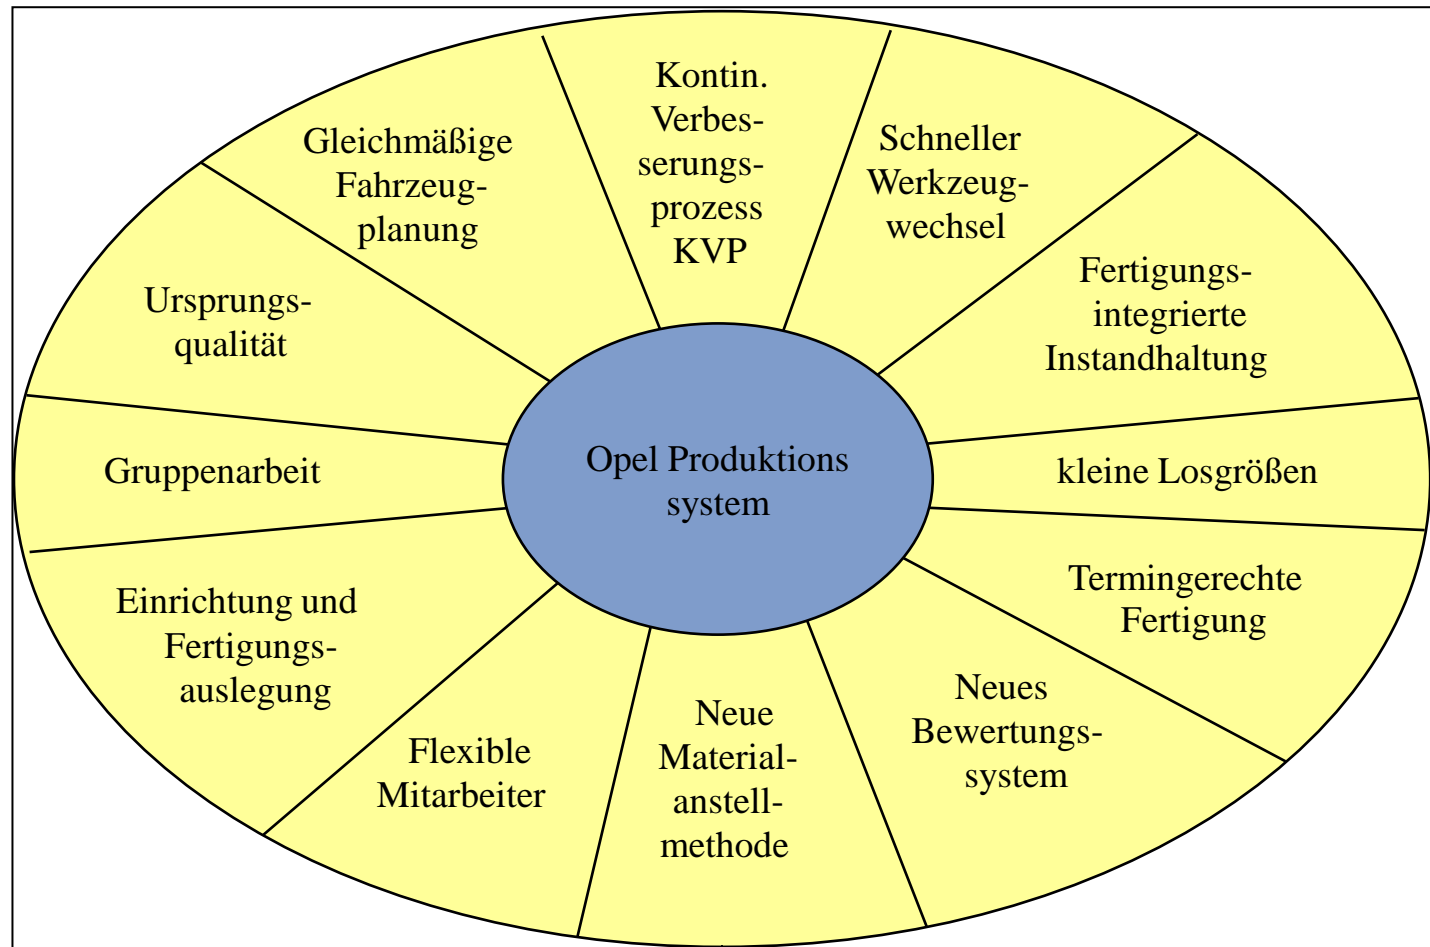 Kontin.
Verbes-
serungs-
prozess
KVP
Schneller
Werkzeug-
wechsel
Fertigungs-
integrierte
Instandhaltung
kleine Losgrößen
Termingerechte
Fertigung
Neues
Bewertungs-
system
Neue
Material-
anstell-
methode
Flexible
Mitarbeiter
Einrichtung und
Fertigungs-
auslegung
Gruppenarbeit
Ursprungs-
qualität
Gleichmäßige
Fahrzeug-
planung
Opel Produktions
system